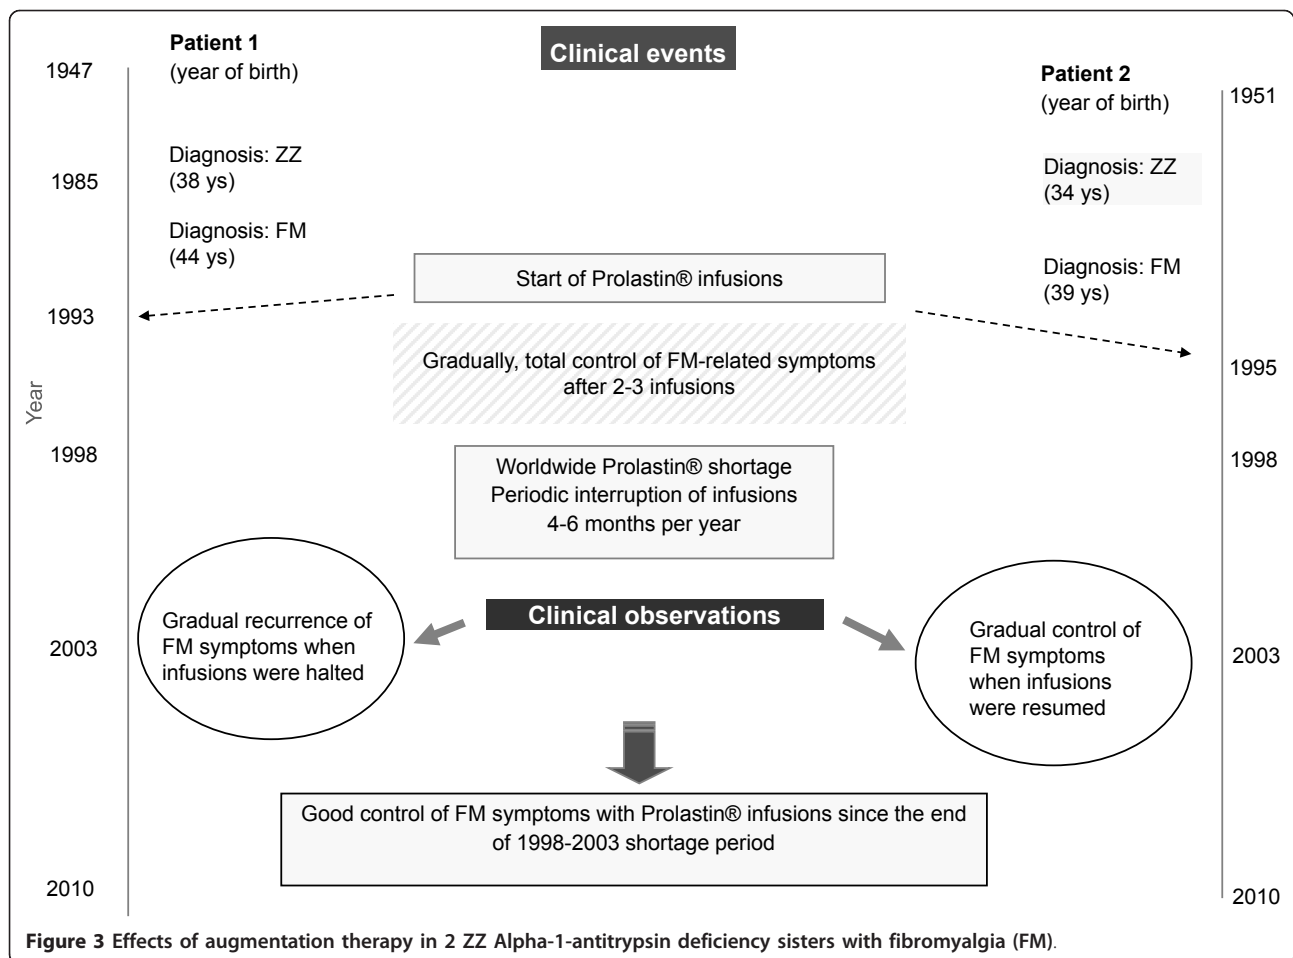 Clinical events
Patient 1
(year of birth)
1947
Patient 2
(year of birth)
1951
Diagnosis: ZZ
(38 ys)
1985
Diagnosis: ZZ
(34 ys)
Diagnosis: FM
(44 ys)
Diagnosis: FM
(39 ys)
Start of Prolastin® infusions
1993
1995
Gradually, total control of FM-related symptoms
after 2-3 infusions
Year
1998
1998
Worldwide Prolastin® shortage
Periodic interruption of infusions
4-6 months per year
Clinical observations
Gradual recurrence of
FM symptoms when
infusions were halted
2003
Gradual control of
FM symptoms
when infusions
were resumed
2003
Good control of FM symptoms with Prolastin® infusions since the end
of 1998-2003 shortage period
2010
2010
Figure 3 Effects of augmentation therapy in 2 ZZ Alpha-1-antitrypsin deficiency sisters with fibromyalgia (FM).